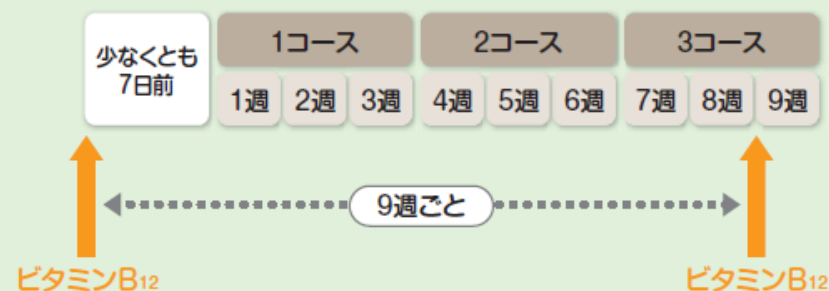 少なくとも
7日前
1コース 2コース 3コース
1週 2週 3週 4週 5週 6週 7週 8週 9週
9週ごと
ビタミンB12 ビタミンB12